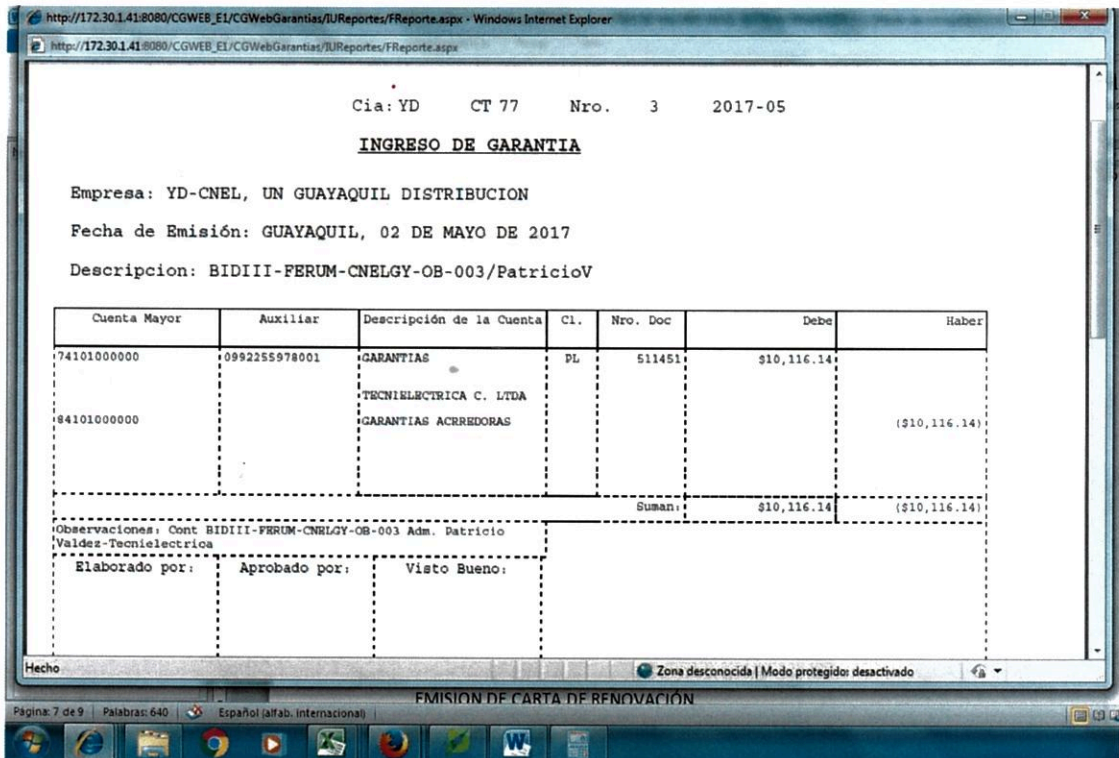 http://172.30.1.41:8080/CGWEB_E1/CGWebGarantias/IUReportes/FReporte.aspx - Windows Internet Explorer
http://172.30.1.41:8080/CGWEB_E1/CGWebGarantias/IUReportes/FReporte.aspx
Cia: YD CT 77 Nro. 3 2017-05
INGRESO DE GARANTIA
Empresa: YD-CNEL, UN GUAYAQUIL DISTRIBUCION
Fecha de Emisión: GUAYAQUIL, 02 DE MAYO DE 2017
Descripcion: BIDIII-FERUM-CNELGY-OB-003/PatricioV
Cuenta Mayor Auxiliar Descripción de la Cuenta Cl. Nro. Doc Debe Haber
74101000000 0992255978001 GARANTIAS PL 511451 $10,116.14
TECNIELECTRICA C. LTDA
84101000000 GARANTIAS ACRREDORAS ($10,116.14)
Suman: $10,116.14 ($10,116.14)
Observaciones: Cont BIDIII-FERUM-CNELGY-OB-003 Adm. Patricio
Valdez-Tecnielectrica
Elaborado por: Aprobado por: Visto Bueno:
Hecho Zona desconocida | Modo protegido: desactivado
EMISION DE CARTA DE RENOVACIÓN
Página: 7 de 9 Palabras: 640 Español (alfab. internacional)